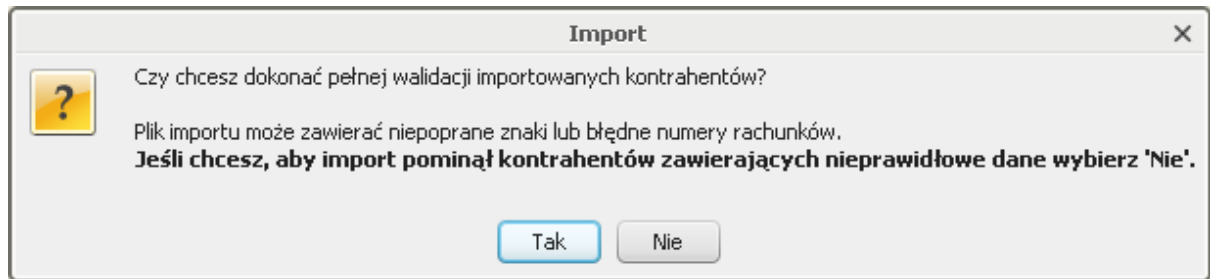 Import
Czy chcesz dokonać pełnej walidacji importowanych kontrahentów?
Plik importu może zawierać niepoprane znaki lub błędne numery rachunków.
Jeśli chcesz, aby import pominął kontrahentów zawierających nieprawidłowe dane wybierz 'Nie'.
Tak Nie